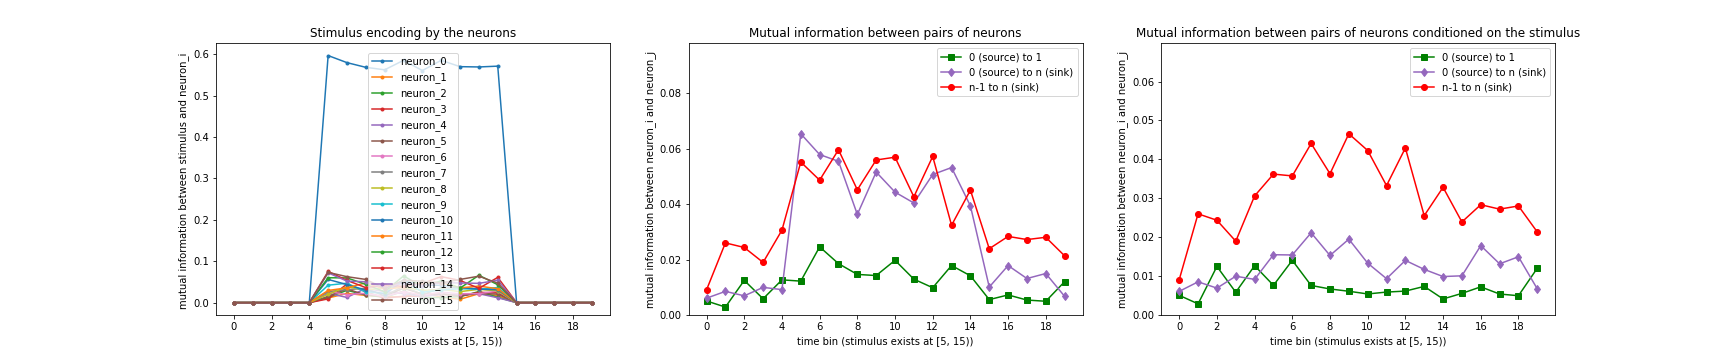 Stimulus encoding by the neurons
mutual information between stimulus and neuron_i
0.6
0.5
0.4
0.3
0.2
0.1
0.0
neuron_0
neuron_1
neuron_2
neuron_3
neuron_4
neuron_5
neuron_6
neuron_7
neuron_8
neuron_9
neuron_10
neuron_11
neuron_12
neuron_13
neuron_14
neuron_15
0 2 4 6 8 10 12 14 16 18
time_bin (stimulus exists at [5, 15))
Mutual information between pairs of neurons
mutual information between neuron_i and neuron_j
0.08
0.06
0.04
0.02
0.00
0 (source) to 1
0 (source) to n (sink)
n-1 to n (sink)
0 2 4 6 8 10 12 14 16 18
time bin (stimulus exists at [5, 15))
Mutual information between pairs of neurons conditioned on the stimulus
mutual information between neuron_i and neuron_j
0.06
0.05
0.04
0.03
0.02
0.01
0.00
0 (source) to 1
0 (source) to n (sink)
n-1 to n (sink)
0 2 4 6 8 10 12 14 16 18
time bin (stimulus exists at [5, 15))